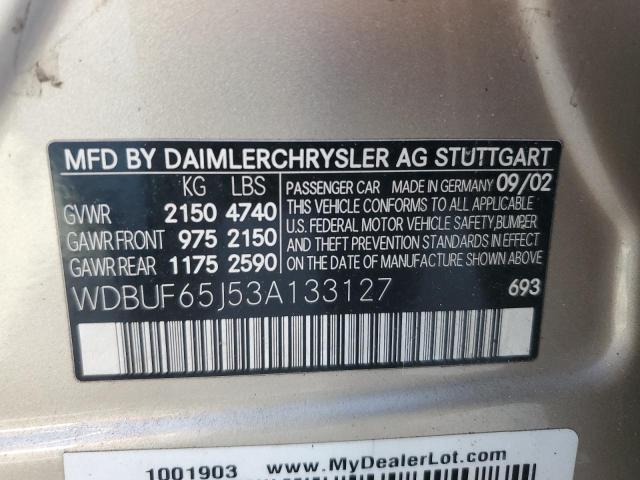 MFD BY DAIMLERCHRYSLER AG STUTTGART
KG LBS
GVWR 2150 4740
GAWR FRONT 975 2150
GAWR REAR 1175 2590
PASSENGER CAR MADE IN GERMANY 09/02
THIS VEHICLE CONFORMS TO ALL APPLICABLE
U.S. FEDERAL MOTOR VEHICLE SAFETY, BUMPER
AND THEFT PREVENTION STANDARDS IN EFFECT
ON THE DATE OF MANUFACTURE SHOWN ABOVE
WDBUF65J53A133127 693
1001903 www.MyDealerLot.com